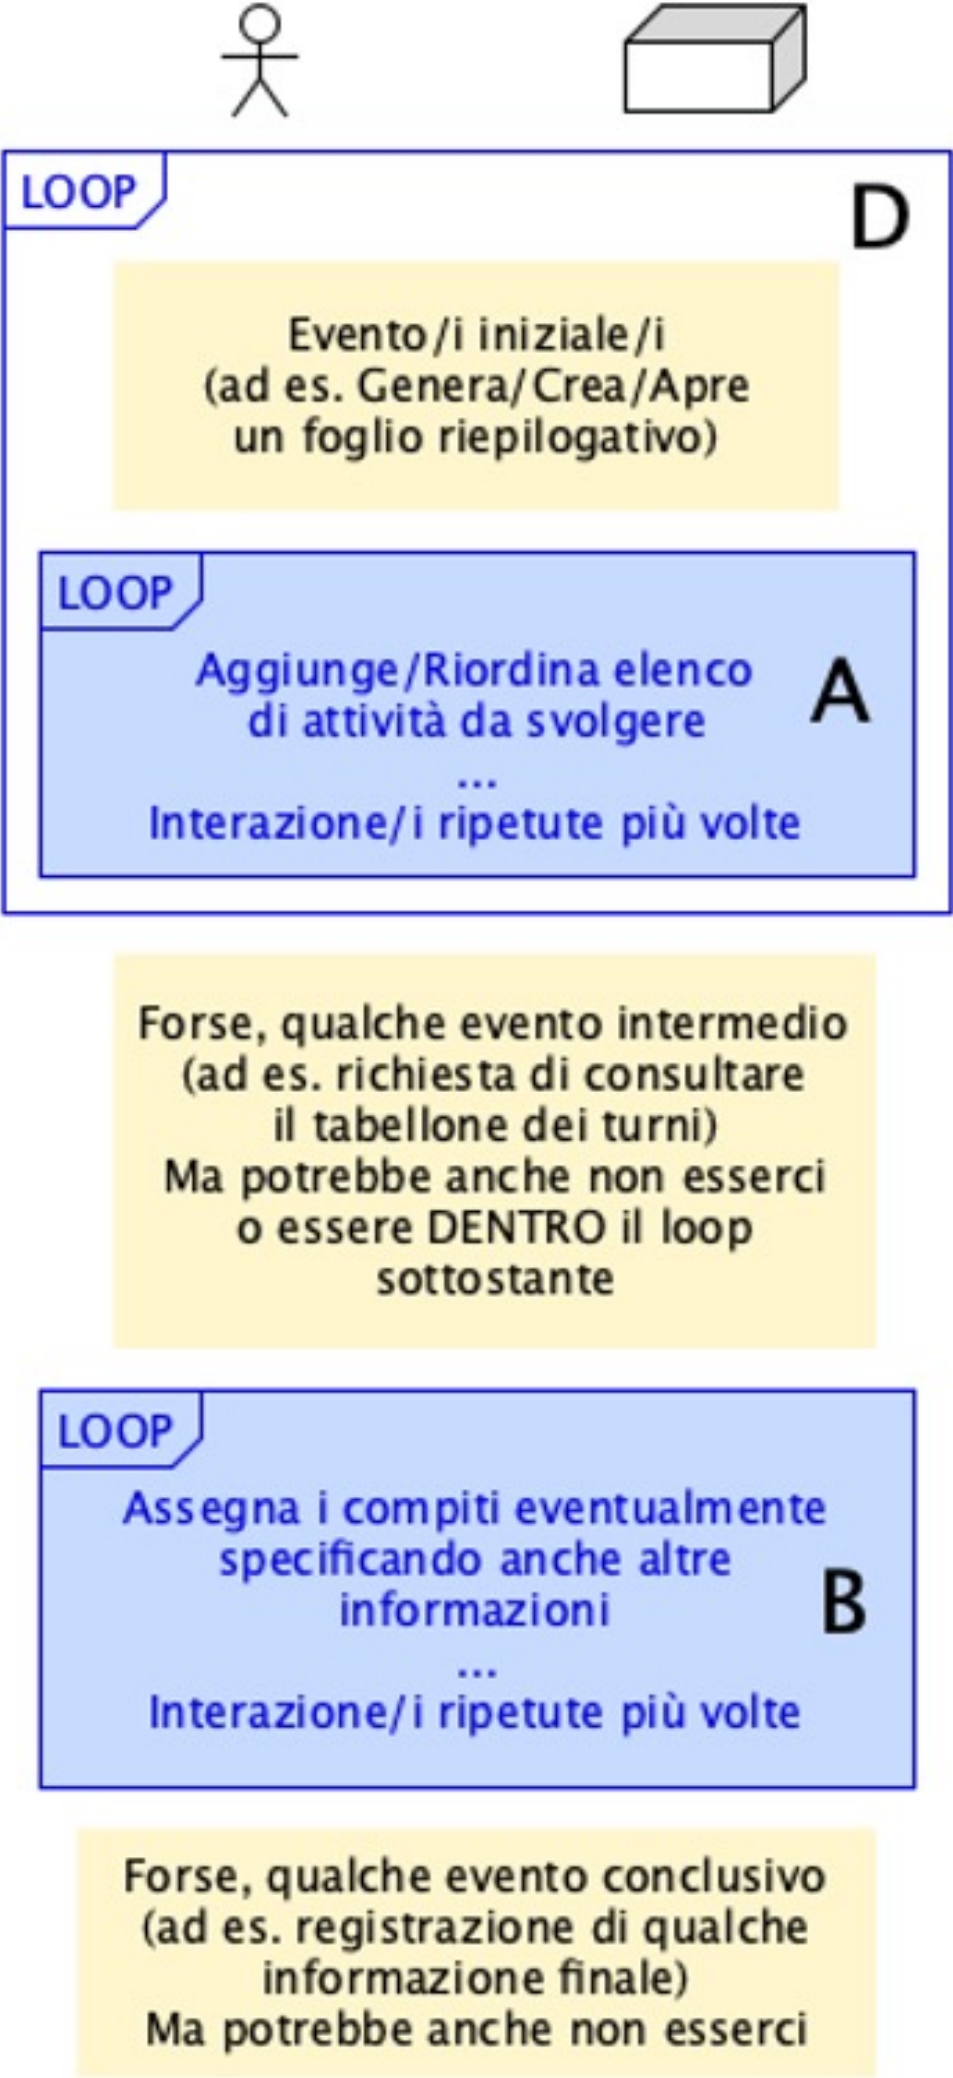 LOOP
D
Evento/i iniziale/i
(ad es. Genera/Crea/Apre
un foglio riepilogativo)
LOOP
Aggiunge/Riordina elenco
di attività da svolgere
A
...
Interazione/i ripetute più volte
Forse, qualche evento intermedio
(ad es. richiesta di consultare
il tabellone dei turni)
Ma potrebbe anche non esserci
o essere DENTRO il loop
sottostante
LOOP
Assegna i compiti eventualmente
specificando anche altre
informazioni
B
...
Interazione/i ripetute più volte
Forse, qualche evento conclusivo
(ad es. registrazione di qualche
informazione finale)
Ma potrebbe anche non esserci